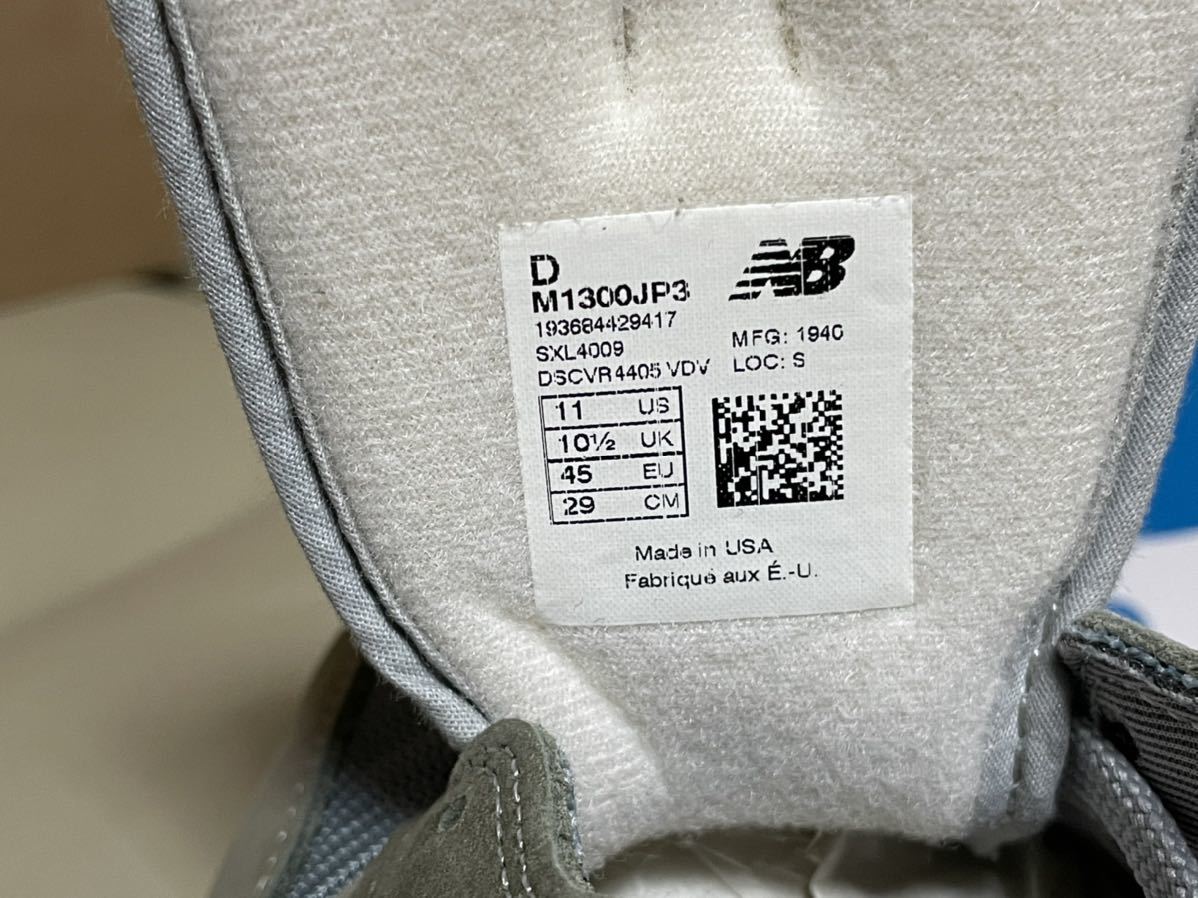 D
M1300JP3
193684429417
SXL4009
DSCVR4405 VDV
NB
MFG: 1940
LOC: S
11 US
10½ UK
45 EU
29 CM
Made in USA
Fabriqué aux É.-U.